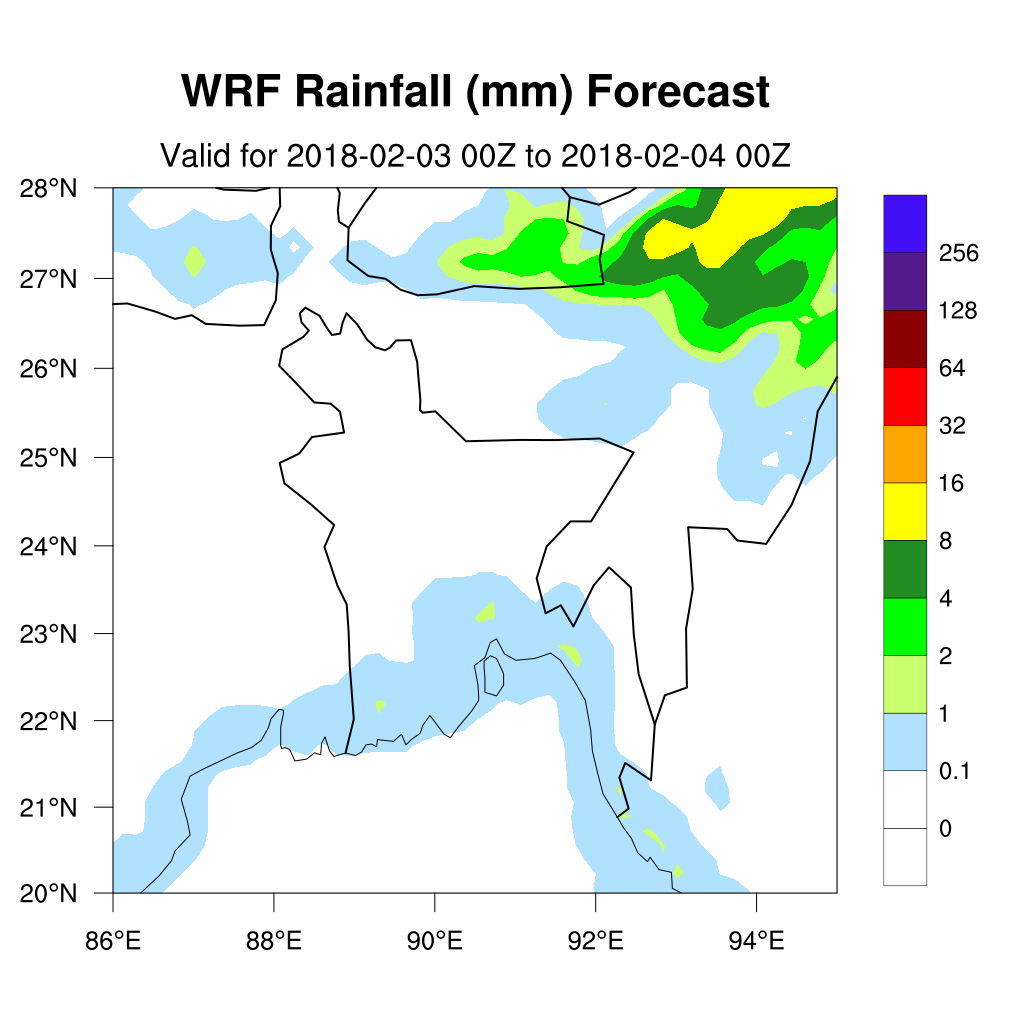 WRF Rainfall (mm) Forecast
Valid for 2018-02-03 00Z to 2018-02-04 00Z
28°N
27°N
26°N
25°N
24°N
23°N
22°N
21°N
20°N
86°E
88°E
90°E
92°E
94°E
256
128
64
32
16
8
4
2
1
0.1
0